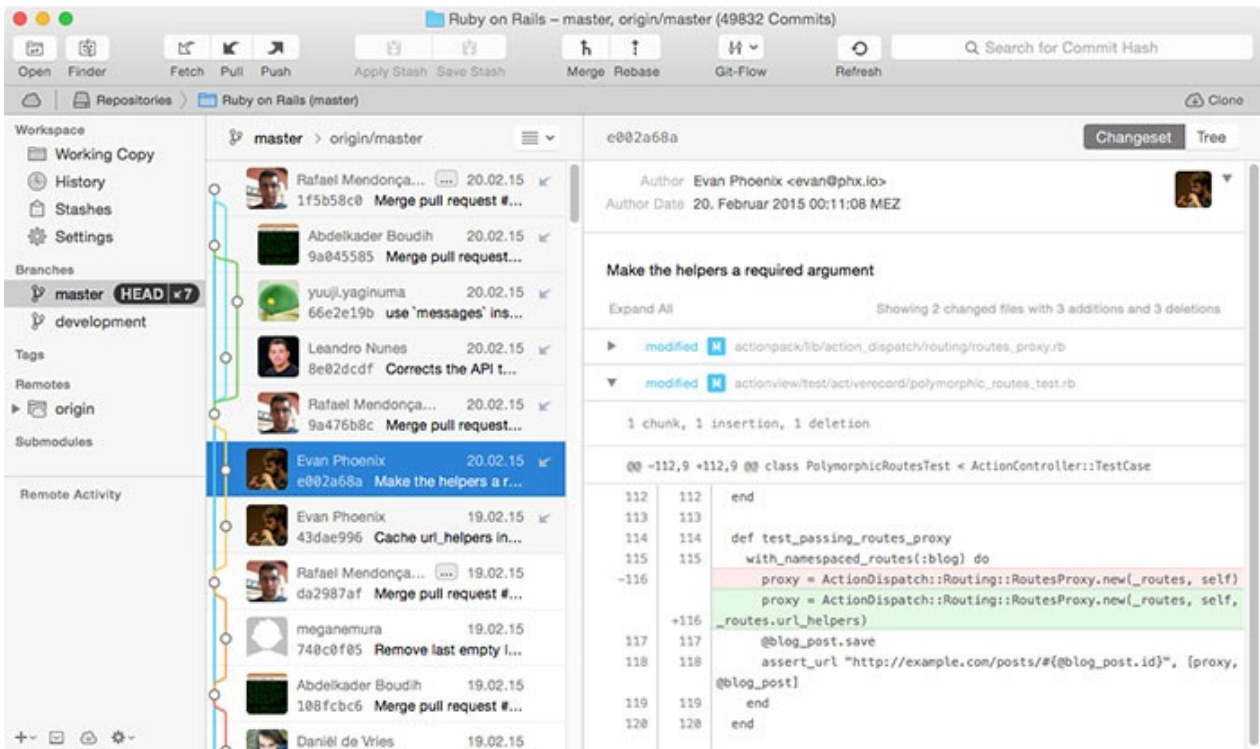 Ruby on Rails – master, origin/master (49832 Commits)
Open Finder Fetch Pull Push Apply Stash Save Stash Merge Rebase Git-Flow Refresh Search for Commit Hash
Repositories Ruby on Rails (master) Clone
Workspace
Working Copy
History
Stashes
Settings
Branches
master HEAD ↙7
development
Tags
Remotes
origin
Submodules
Remote Activity
master > origin/master
Rafael Mendonça... ... 20.02.15
1f5b58c0 Merge pull request #...
Abdelkader Boudih 20.02.15
9a045585 Merge pull request...
yuuji.yaginuma 20.02.15
66e2e19b use `messages` ins...
Leandro Nunes 20.02.15
8e02dcdf Corrects the API t...
Rafael Mendonça... 20.02.15
9a476b8c Merge pull request...
Evan Phoenix 20.02.15
e002a68a Make the helpers a r...
Evan Phoenix 19.02.15
43dae996 Cache url_helpers in...
Rafael Mendonça... ... 19.02.15
da2987af Merge pull request #...
meganemura 19.02.15
740c0f05 Remove last empty l...
Abdelkader Boudih 19.02.15
108fcbc6 Merge pull request #...
Daniël de Vries 19.02.15
e002a68a Changeset Tree
Author Evan Phoenix <evan@phx.io>
Author Date 20. Februar 2015 00:11:08 MEZ
Make the helpers a required argument
Expand All Showing 2 changed files with 3 additions and 3 deletions
modified M actionpack/lib/action_dispatch/routing/routes_proxy.rb
modified M actionview/test/activerecord/polymorphic_routes_test.rb
1 chunk, 1 insertion, 1 deletion
@@ -112,9 +112,9 @@ class PolymorphicRoutesTest < ActionController::TestCase
112 112 end
113 113
114 114 def test_passing_routes_proxy
115 115 with_namespaced_routes(:blog) do
-116 proxy = ActionDispatch::Routing::RoutesProxy.new(_routes, self)
proxy = ActionDispatch::Routing::RoutesProxy.new(_routes, self,
+116 _routes.url_helpers)
117 117 @blog_post.save
118 118 assert_url "http://example.com/posts/#{@blog_post.id}", [proxy,
@blog_post]
119 119 end
120 120 end